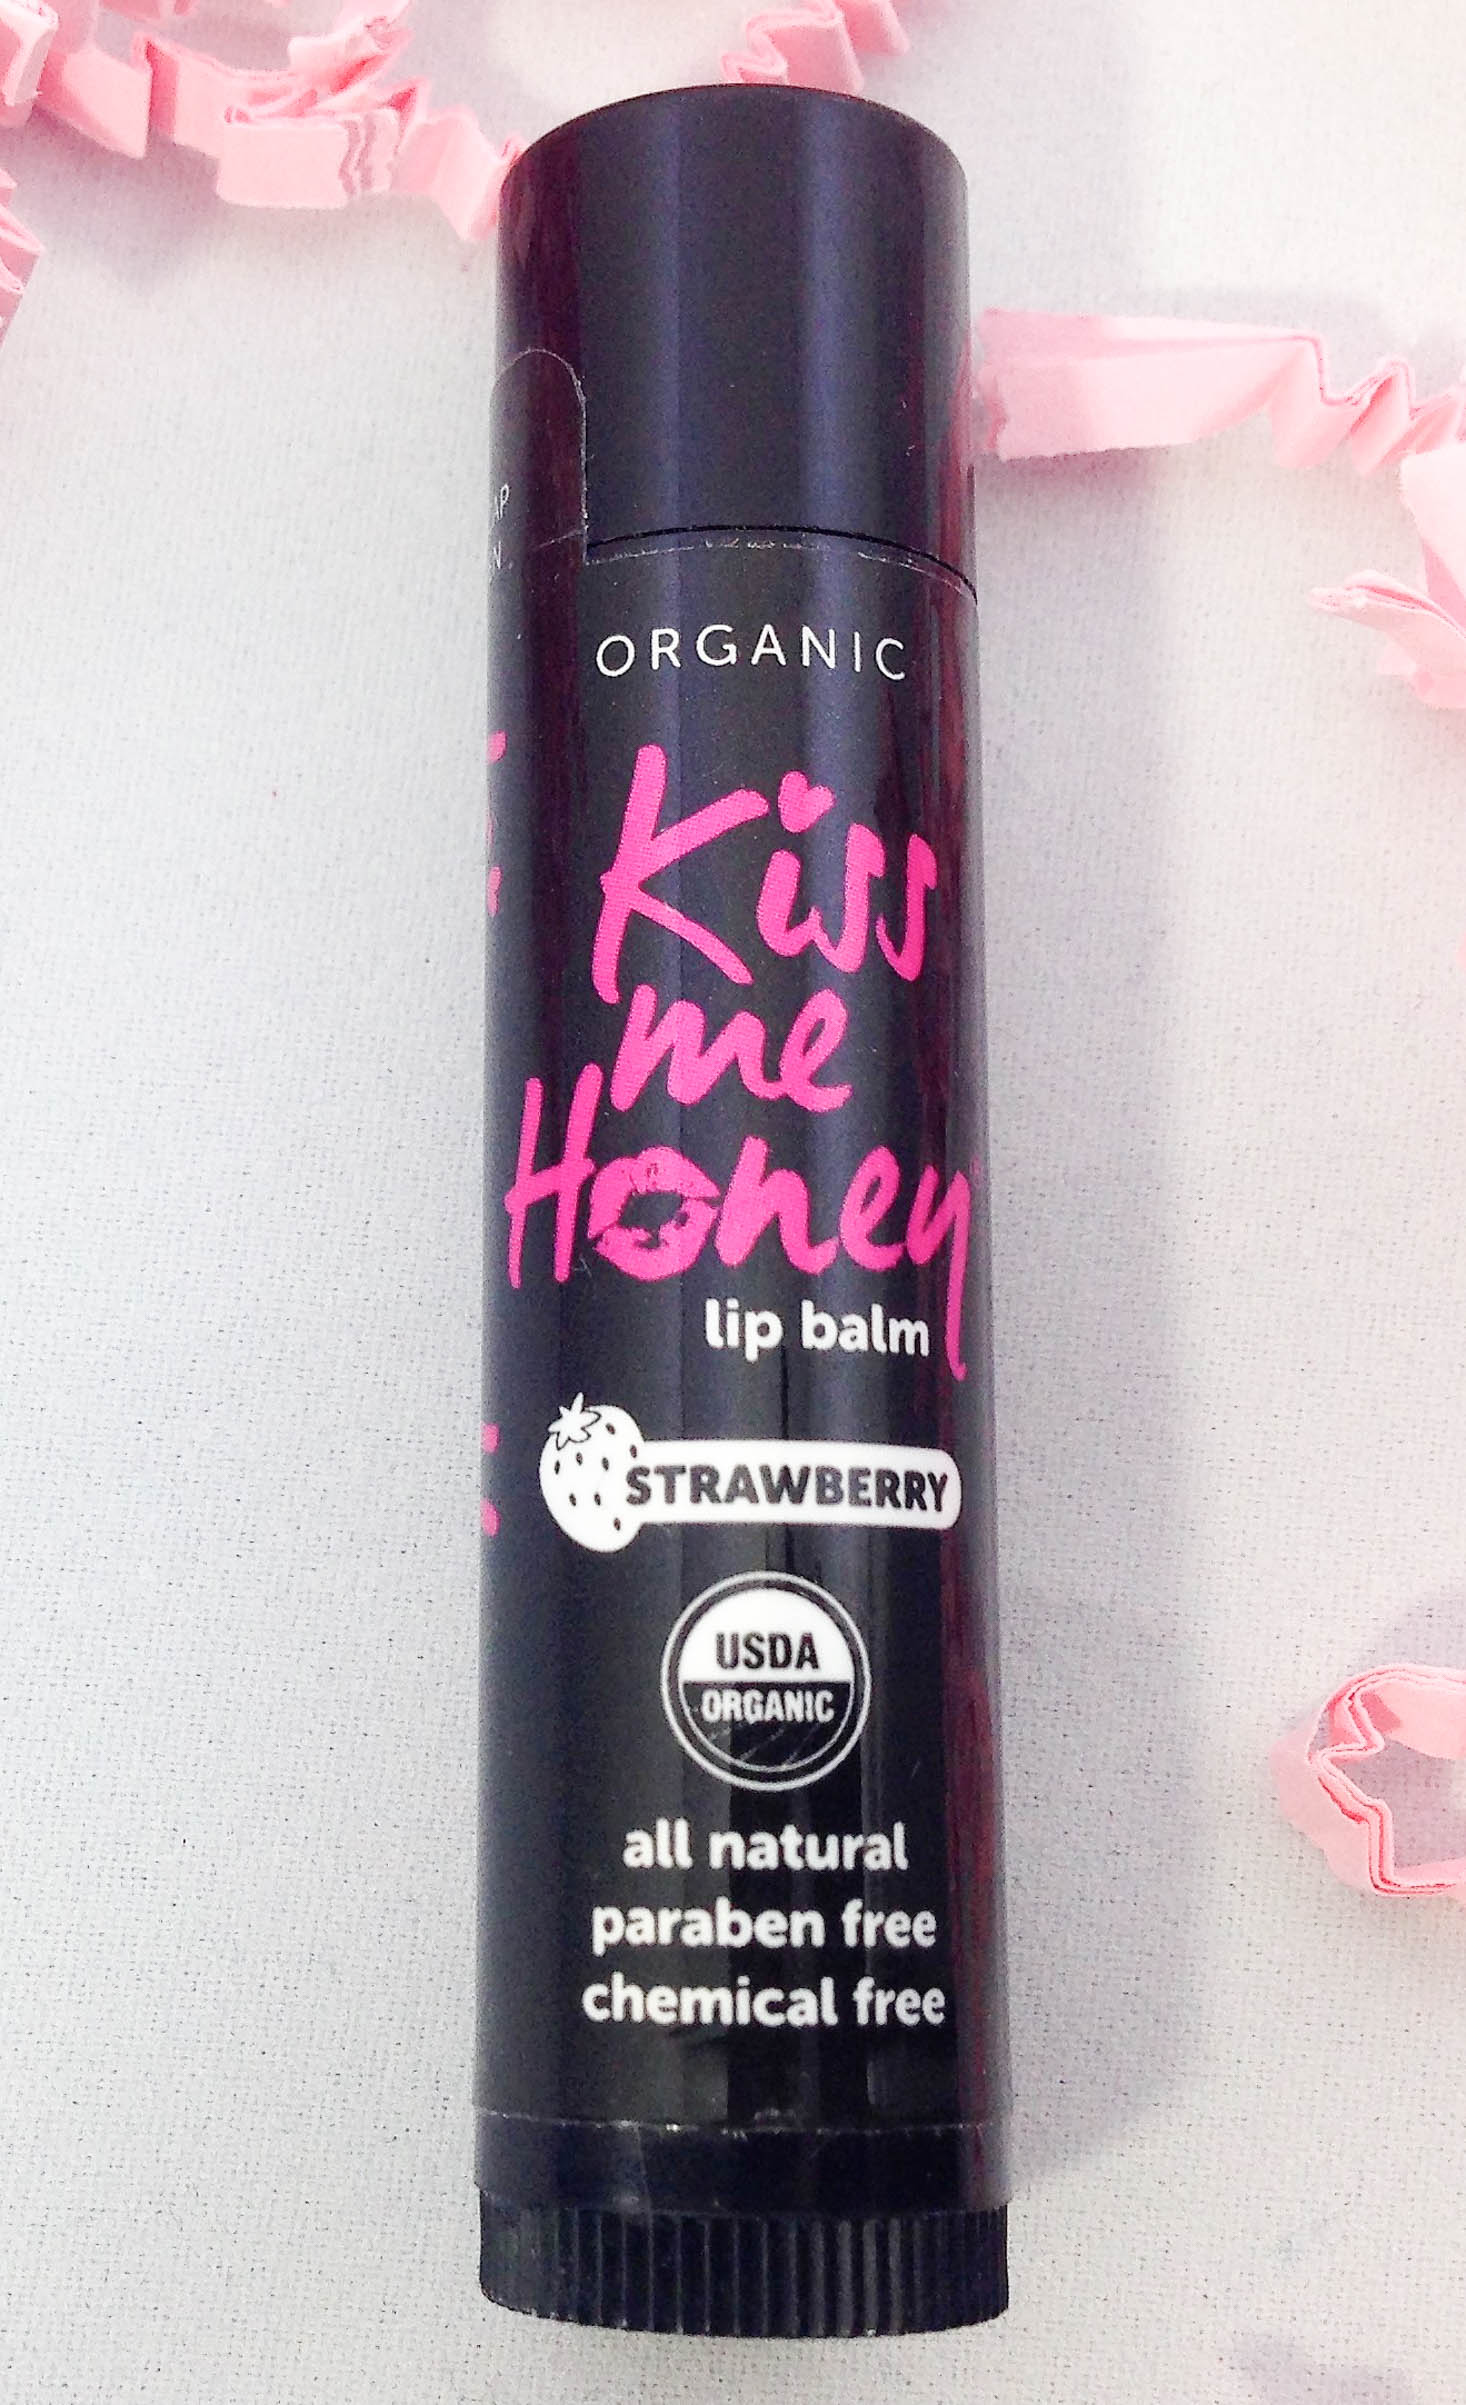 ORGANIC
Kiss
me
Honey
lip balm
STRAWBERRY
USDA
ORGANIC
all natural
paraben free
chemical free